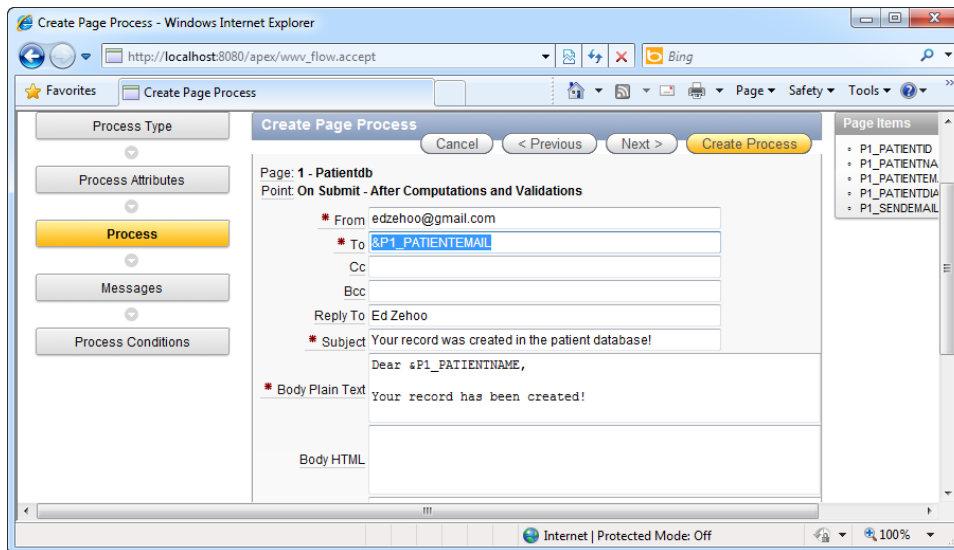 Create Page Process - Windows Internet Explorer
http://localhost:8080/apex/wwv_flow.accept
Bing
Favorites
Create Page Process
Page
Safety
Tools
Process Type
Process Attributes
Process
Messages
Process Conditions
Create Page Process
Cancel
< Previous
Next >
Create Process
Page: 1 - Patientdb
Point: On Submit - After Computations and Validations
* From edzehoo@gmail.com
* To &P1_PATIENTEMAIL
Cc
Bcc
Reply To Ed Zehoo
* Subject Your record was created in the patient database!
* Body Plain Text
Dear &P1_PATIENTNAME,
Your record has been created!
Body HTML
Page Items
P1_PATIENTID
P1_PATIENTNA
P1_PATIENTEM
P1_PATIENTDIA
P1_SENDEMAIL
Internet | Protected Mode: Off
100%